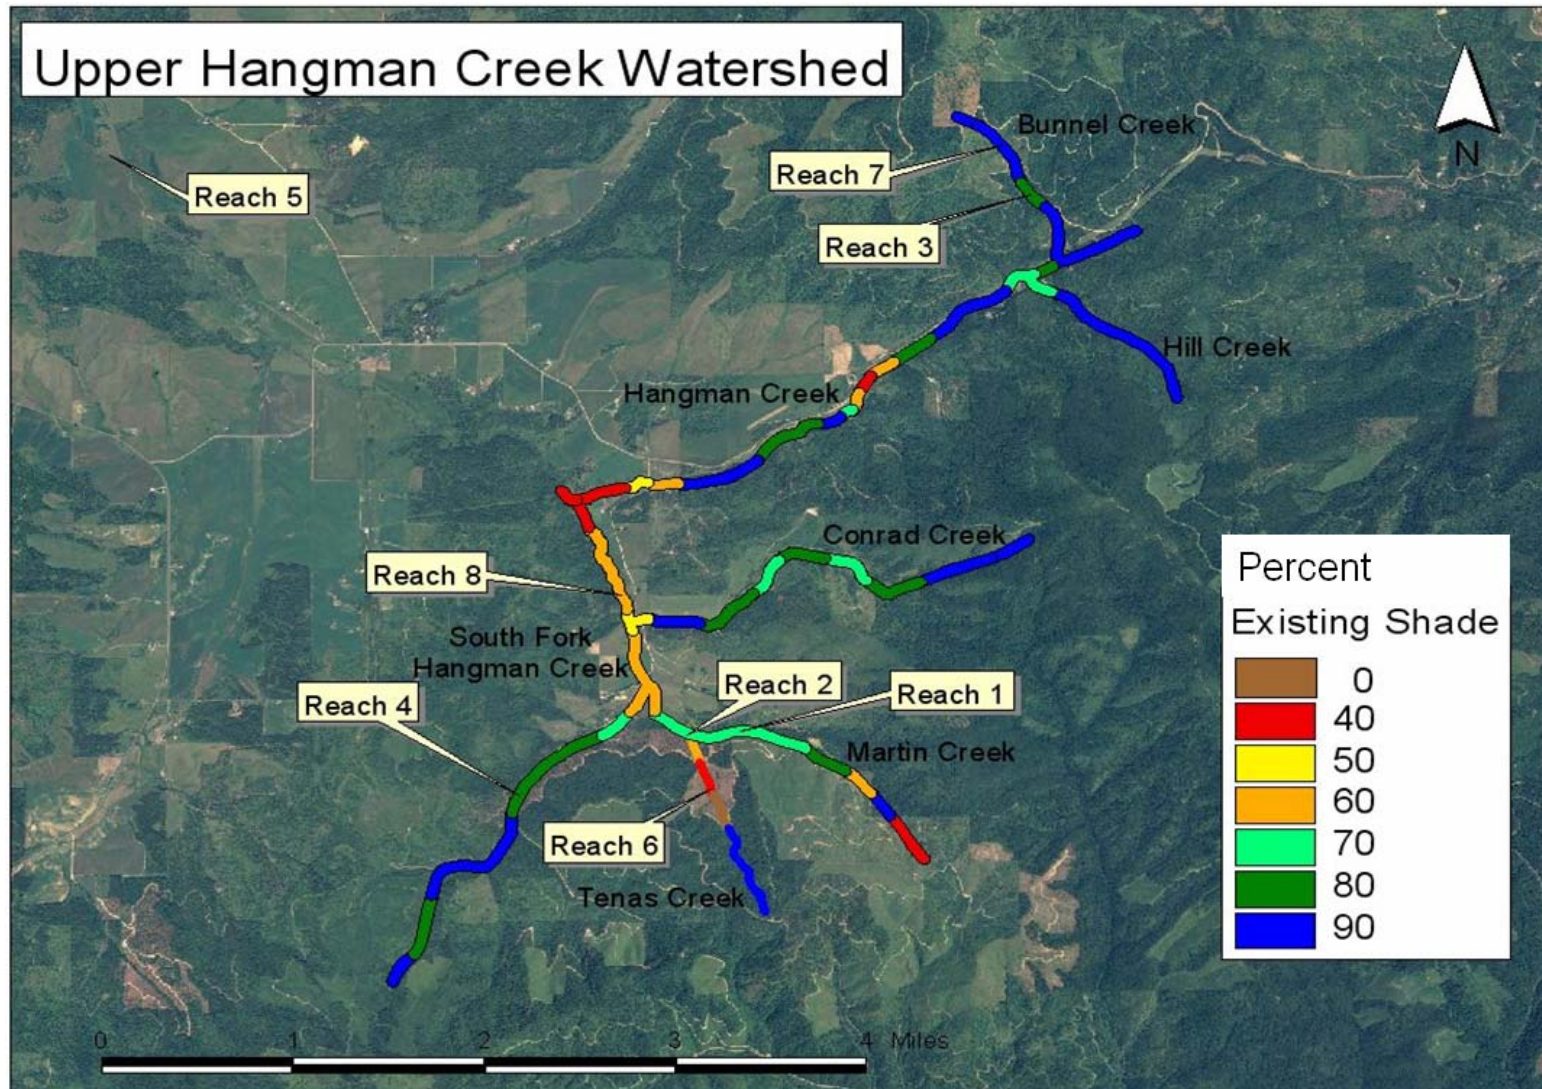 Upper Hangman Creek Watershed
Bunnel Creek
N
Reach 7
Reach 5
Reach 3
Hill Creek
Hangman Creek
Conrad Creek
Reach 8
South Fork
Hangman Creek
Reach 2
Reach 1
Reach 4
Martin Creek
Reach 6
Tenas Creek
Percent
Existing Shade
0
40
50
60
70
80
90
0 1 2 3 4 Miles